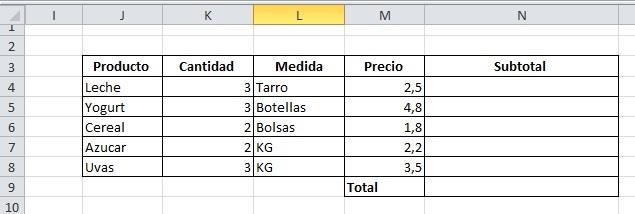 I J K L M N
1
2
3 Producto Cantidad Medida Precio Subtotal
4 Leche 3 Tarro 2,5
5 Yogurt 3 Botellas 4,8
6 Cereal 2 Bolsas 1,8
7 Azucar 2 KG 2,2
8 Uvas 3 KG 3,5
9 Total
10